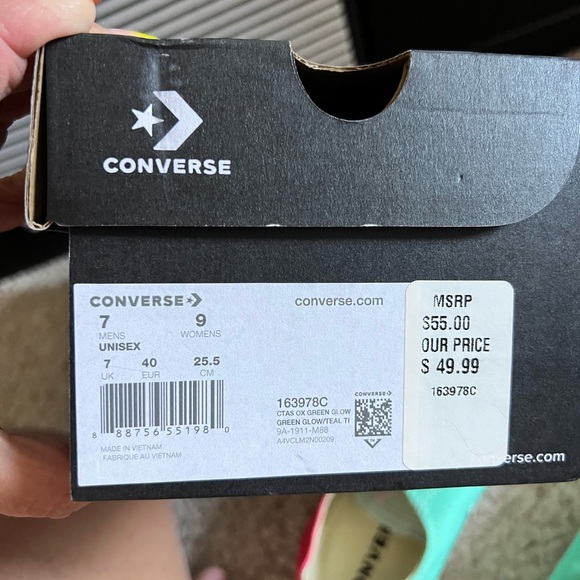 CONVERSE
CONVERSE
converse.com
7
MENS
9
WOMENS
UNISEX
7
UK
40
EUR
25.5
CM
8 88756 55198 0
MADE IN VIETNAM
FABRIQUE AU VIETNAM
163978C
CTAS OX GREEN GLOW
GREEN GLOW/TEAL TI
9A-1911-M88
A4VCLM2N00209
CONVERSE
MSRP
$55.00
OUR PRICE
$ 49.99
163978C
erse.com
CONVER